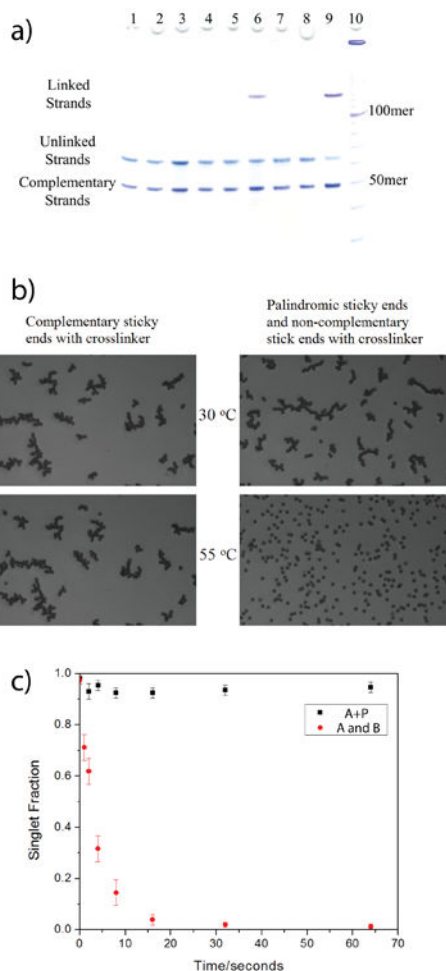 a)
1 2 3 4 5 6 7 8 9 10
Linked
Strands
100mer
Unlinked
Strands
Complementary
Strands
50mer
b)
Complementary sticky
ends with crosslinker
Palindromic sticky ends
and non-complementary
stick ends with crosslinker
30 °C
55 °C
c)
1.0
0.8
0.6
0.4
0.2
0.0
Singlet Fraction
A+P
A and B
0 10 20 30 40 50 60 70
Time/seconds